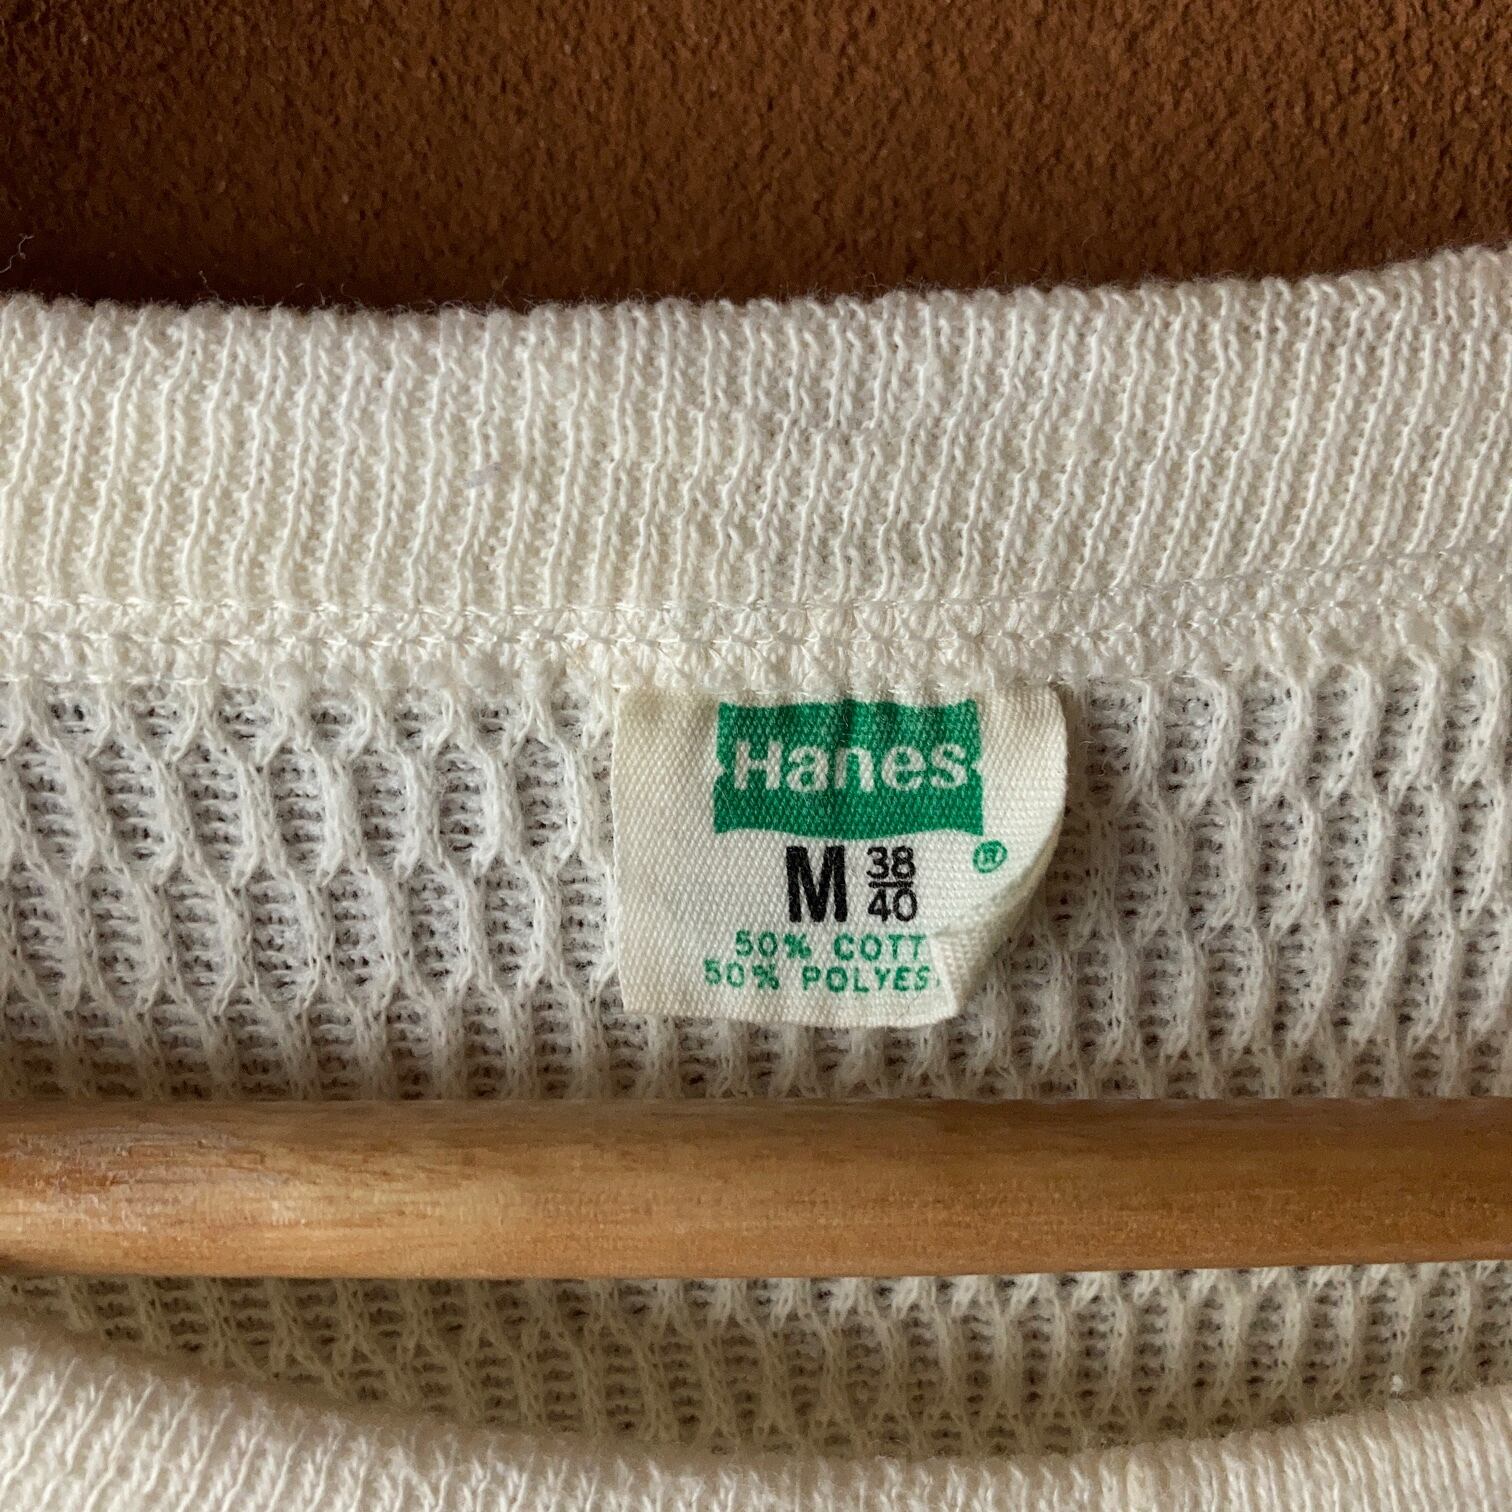 Hanes
®
M 38/40
50% COTT
50% POLYES